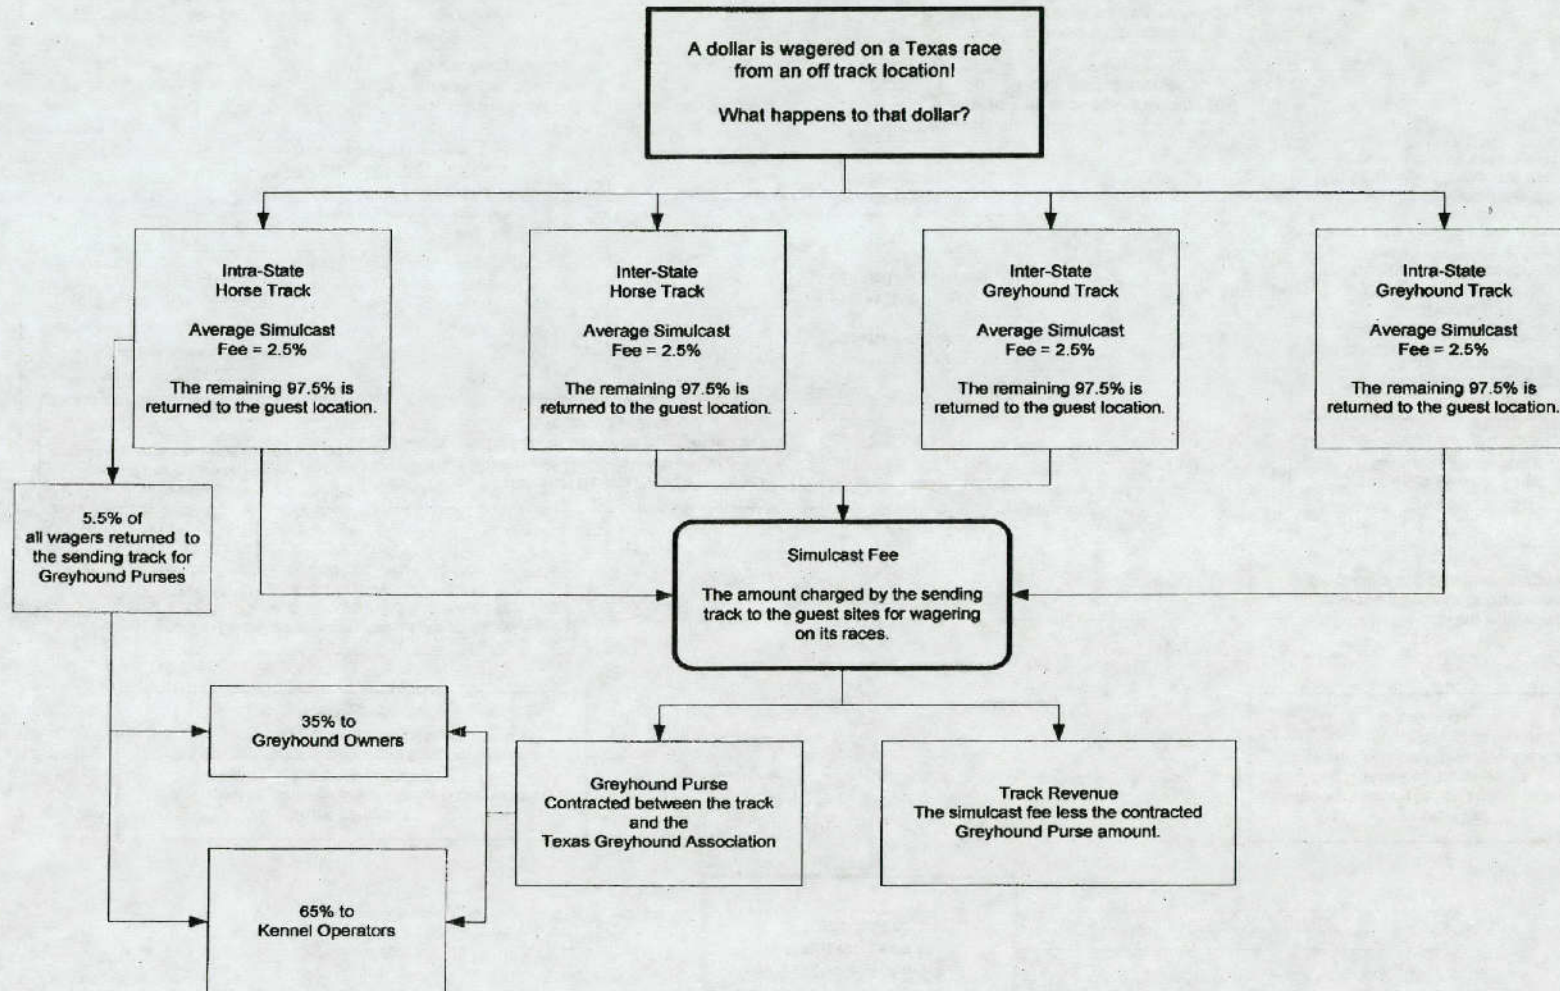 A dollar is wagered on a Texas race
from an off track location!
What happens to that dollar?
Intra-State
Horse Track
Average Simulcast
Fee = 2.5%
The remaining 97.5% is
returned to the guest location.
Inter-State
Horse Track
Average Simulcast
Fee = 2.5%
The remaining 97.5% is
returned to the guest location.
Inter-State
Greyhound Track
Average Simulcast
Fee = 2.5%
The remaining 97.5% is
returned to the guest location.
Intra-State
Greyhound Track
Average Simulcast
Fee = 2.5%
The remaining 97.5% is
returned to the guest location.
5.5% of
all wagers returned to
the sending track for
Greyhound Purses
Simulcast Fee
The amount charged by the sending
track to the guest sites for wagering
on its races.
35% to
Greyhound Owners
Greyhound Purse
Contracted between the track
and the
Texas Greyhound Association
Track Revenue
The simulcast fee less the contracted
Greyhound Purse amount.
65% to
Kennel Operators